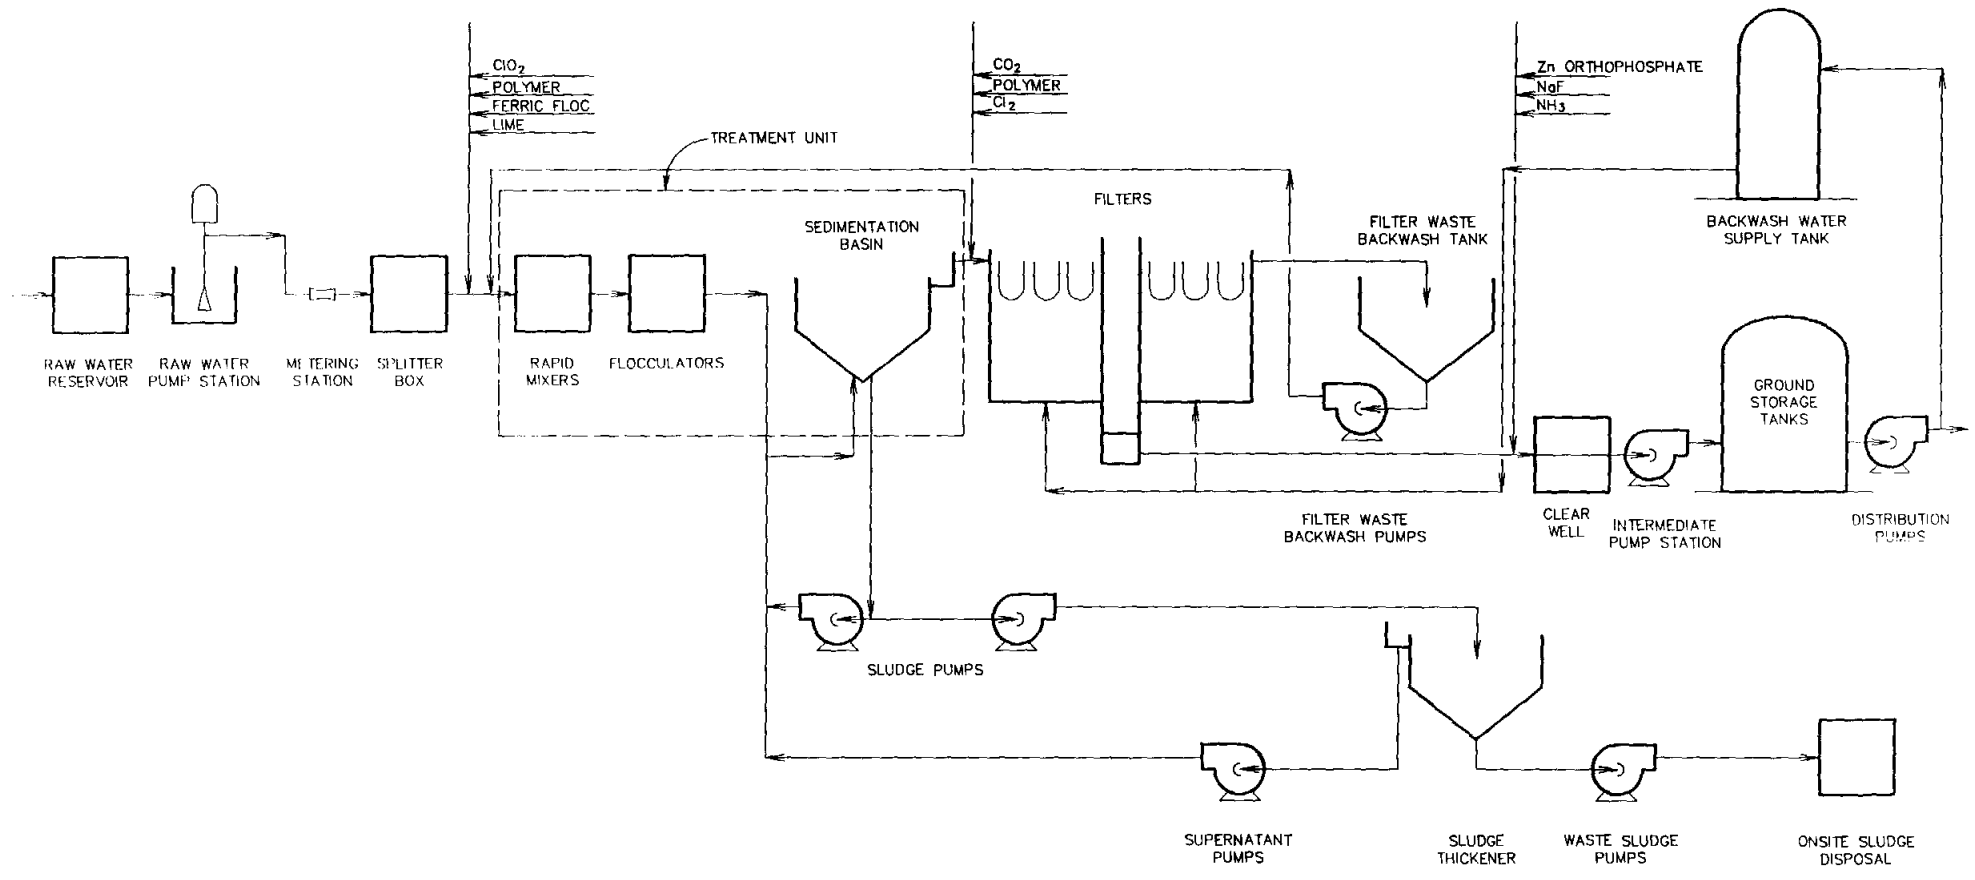 ClO2
POLYMER
FERRIC FLOC
LIME
CO2
POLYMER
Cl2
Zn ORTHOPHOSPHATE
NaF
NH3
TREATMENT UNIT
FILTERS
SEDIMENTATION
BASIN
FILTER WASTE
BACKWASH TANK
BACKWASH WATER
SUPPLY TANK
RAW WATER
RESERVOIR
RAW WATER
PUMP STATION
METERING
STATION
SPLITTER
BOX
RAPID
MIXERS
FLOCCULATORS
GROUND
STORAGE
TANKS
FILTER WASTE
BACKWASH PUMPS
CLEAR
WELL
INTERMEDIATE
PUMP STATION
DISTRIBUTION
PUMPS
SLUDGE PUMPS
SUPERNATANT
PUMPS
SLUDGE
THICKENER
WASTE SLUDGE
PUMPS
ONSITE SLUDGE
DISPOSAL